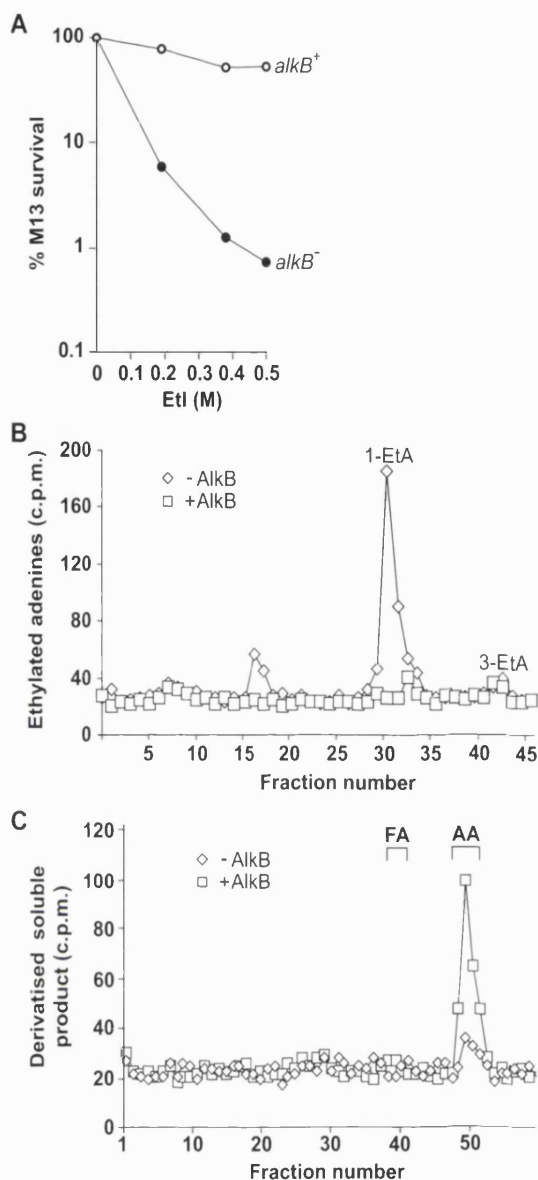 A
100
10
1
0.1
% M13 survival
alkB+
alkB-
0 0.1 0.2 0.3 0.4 0.5
EtI (M)
B
200
160
120
80
40
0
Ethylated adenines (c.p.m.)
- AlkB
+AlkB
1-EtA
3-EtA
5 10 15 20 25 30 35 40 45
Fraction number
C
120
100
80
60
40
20
0
Derivatised soluble
product (c.p.m.)
- AlkB
+AlkB
FA AA
1 10 20 30 40 50
Fraction number